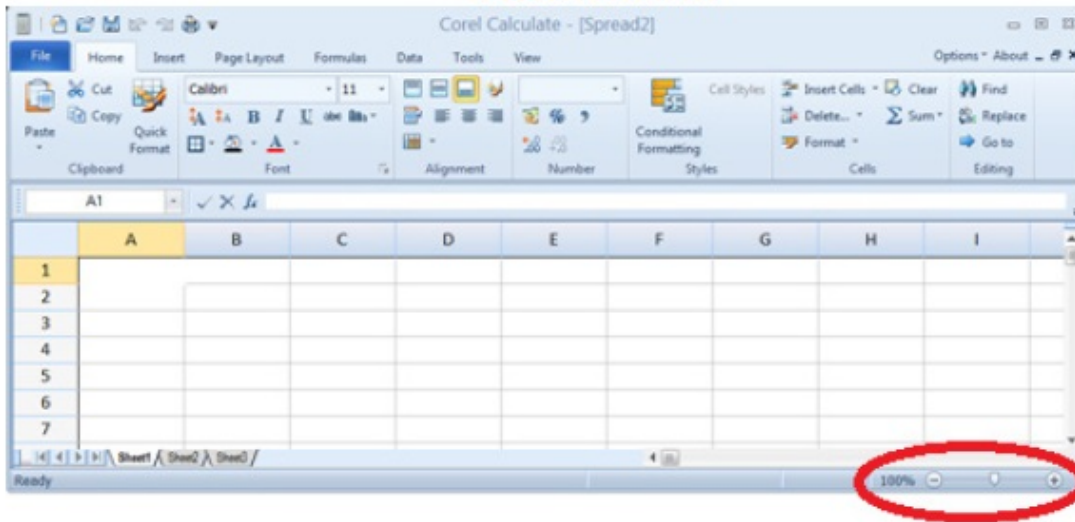 Corel Calculate - [Spread2]
File Home Insert Page Layout Formulas Data Tools View Options About
Cut Calibri 11 Cell Styles Insert Cells Clear Find
Copy B I U abc Delete... Sum Replace
Paste Quick Format Conditional Formatting Format Go to
Clipboard Font Alignment Number Styles Cells Editing
A1
A B C D E F G H I
1
2
3
4
5
6
7
Sheet1 Sheet2 Sheet3
Ready 100%